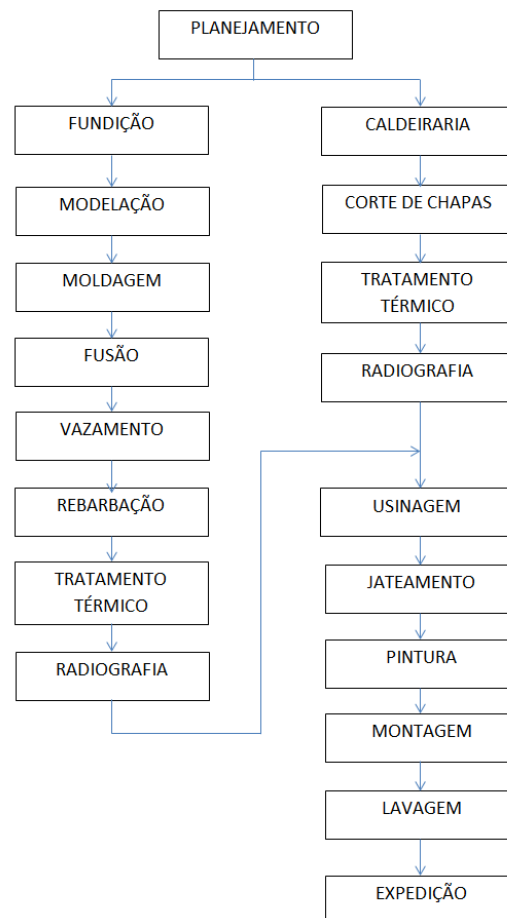 PLANEJAMENTO
FUNDIÇÃO
MODELAÇÃO
MOLDAGEM
FUSÃO
VAZAMENTO
REBARBAÇÃO
TRATAMENTO
TÉRMICO
RADIOGRAFIA
CALDEIRARIA
CORTE DE CHAPAS
TRATAMENTO
TÉRMICO
RADIOGRAFIA
USINAGEM
JATEAMENTO
PINTURA
MONTAGEM
LAVAGEM
EXPEDIÇÃO